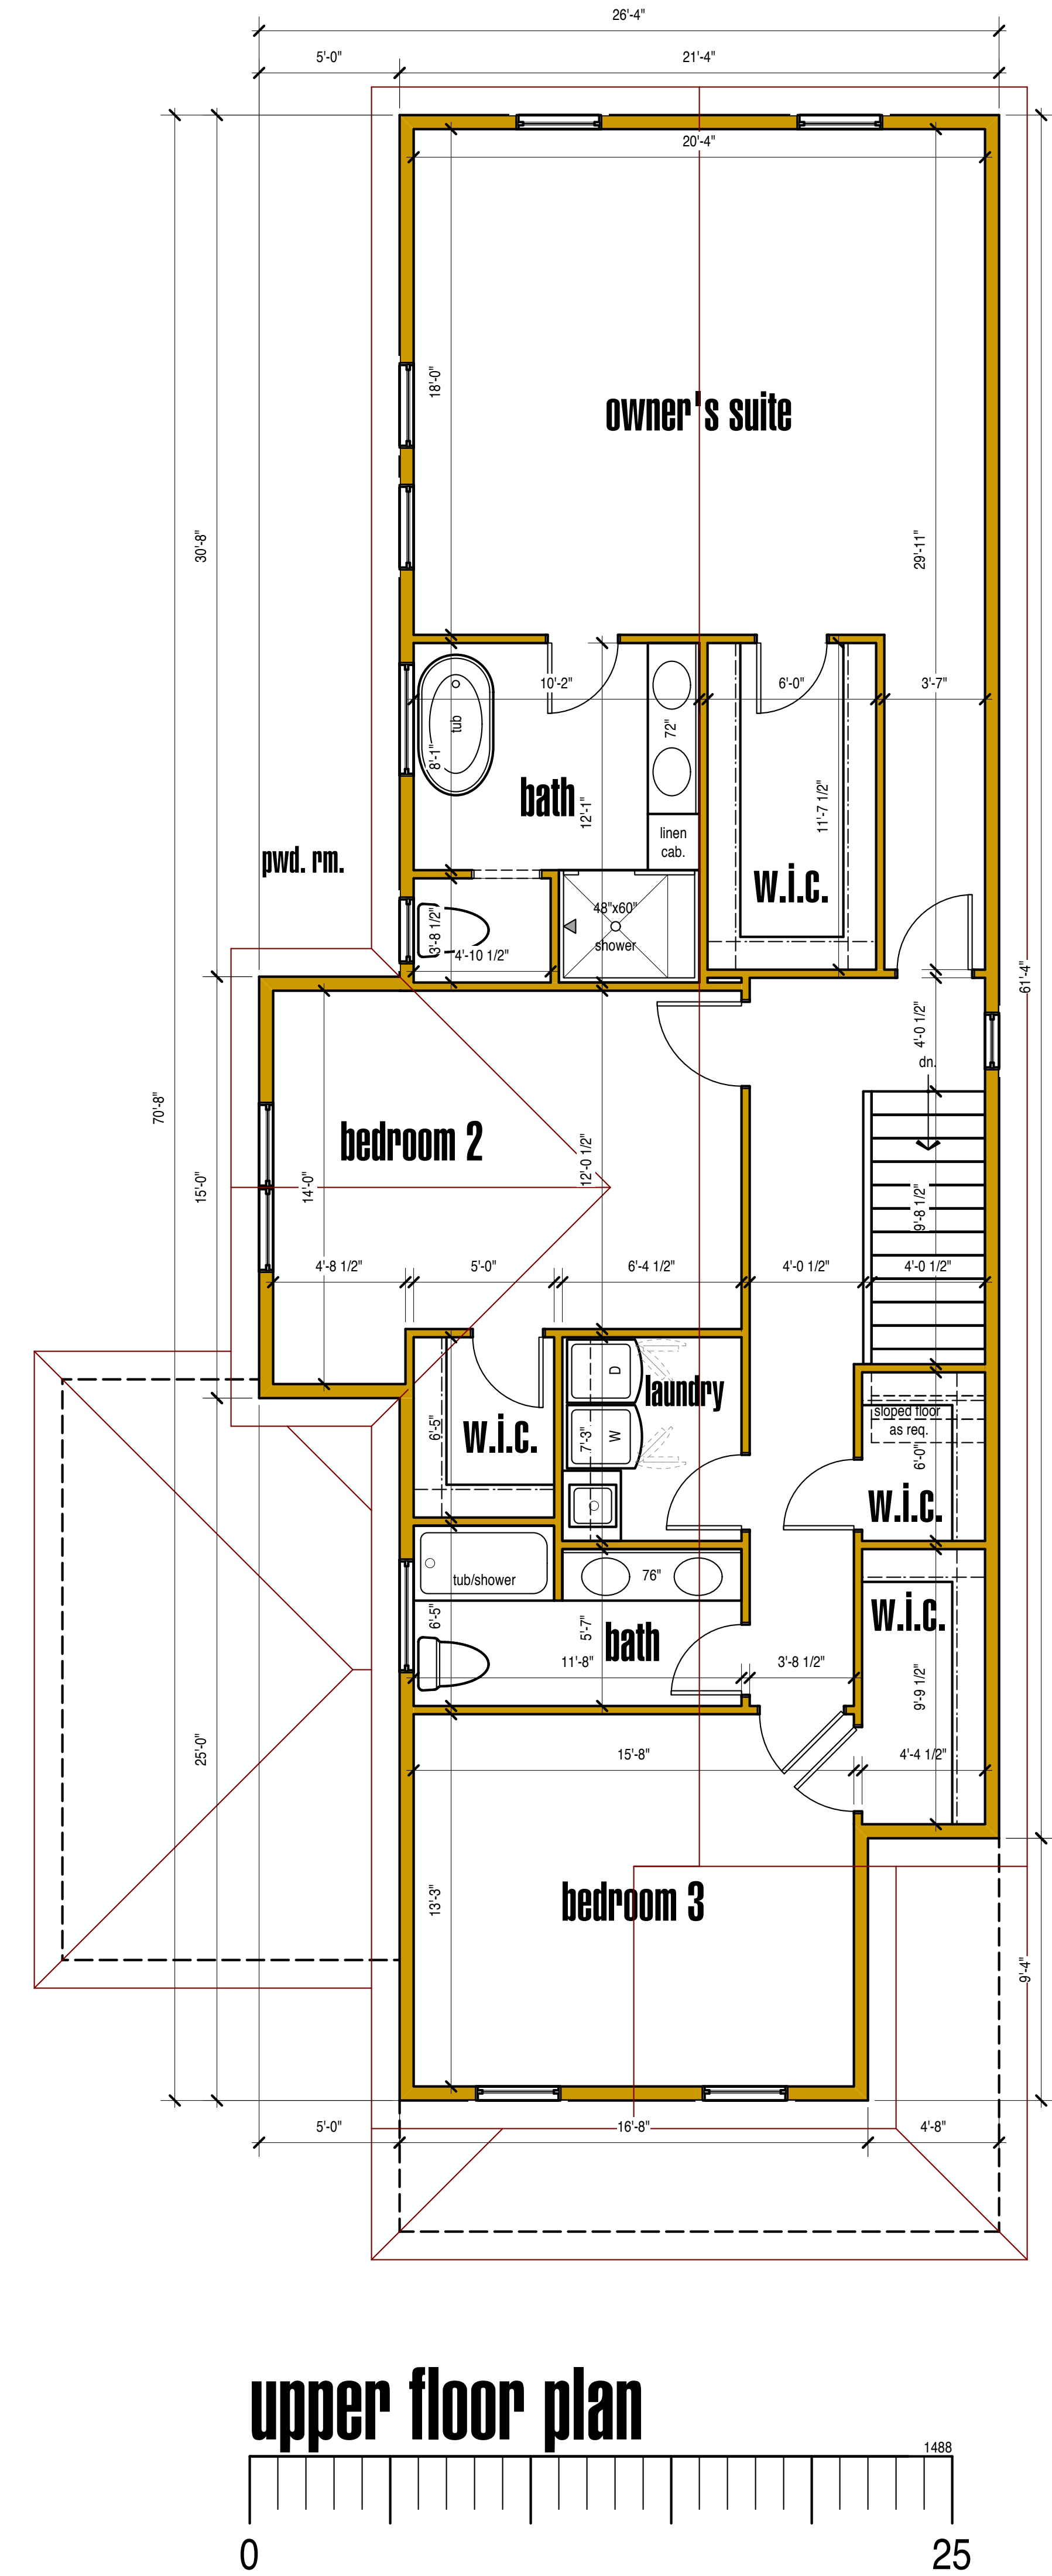 26'-4"
5'-0"
21'-4"
20'-4"
18'-0"
owner's suite
30'-8"
29'-11"
10'-2"
6'-0"
3'-7"
tub
72"
8'-1"
bath
12'-1"
11'-7 1/2"
linen
cab.
pwd. rm.
w.i.c.
48"x60"
shower
3'-8 1/2"
4'-10 1/2"
61'-4"
4'-0 1/2"
dn.
70'-8"
bedroom 2
15'-0"
14'-0"
12'-0 1/2"
9'-8 1/2"
4'-8 1/2"
5'-0"
6'-4 1/2"
4'-0 1/2"
4'-0 1/2"
D
laundry
sloped floor
as req.
6'-5"
w.i.c.
7'-3"
W
6'-0"
w.i.c.
tub/shower
76"
w.i.c.
6'-5"
5'-7"
bath
11'-8"
3'-8 1/2"
9'-9 1/2"
25'-0"
15'-8"
4'-4 1/2"
13'-3"
bedroom 3
9'-4"
5'-0"
16'-8"
4'-8"
upper floor plan
1488
0
25